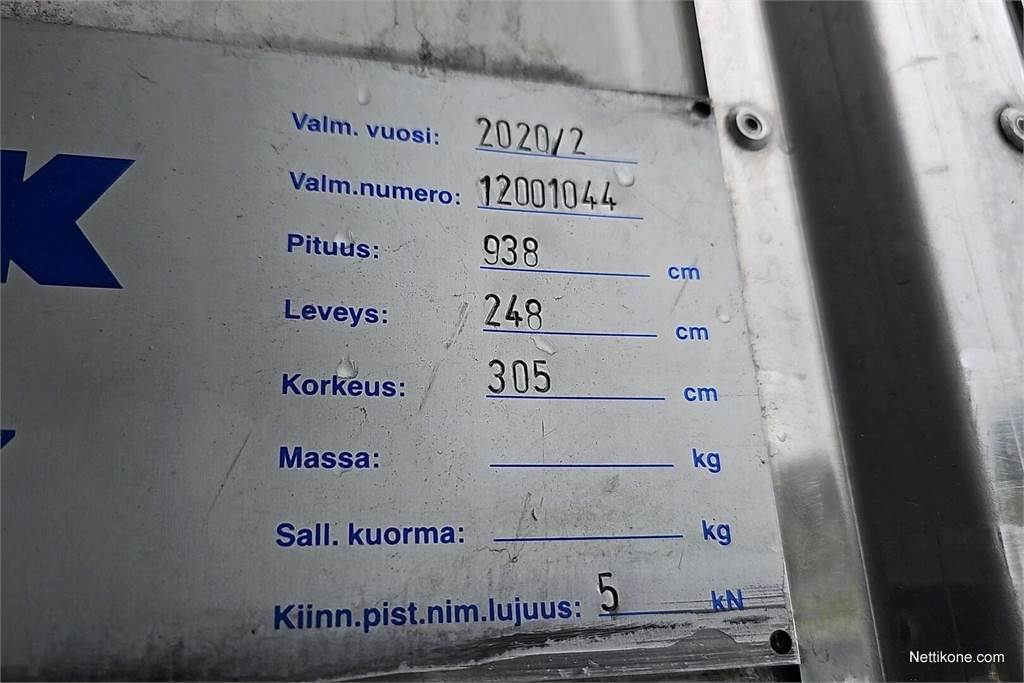 Valm. vuosi: 2020/2
Valm.numero: 12001044
Pituus: 938 cm
Leveys: 248 cm
Korkeus: 305 cm
Massa: kg
Sall. kuorma: kg
Kiinn.pist.nim.lujuus: 5 kN
K
Nettikone.com